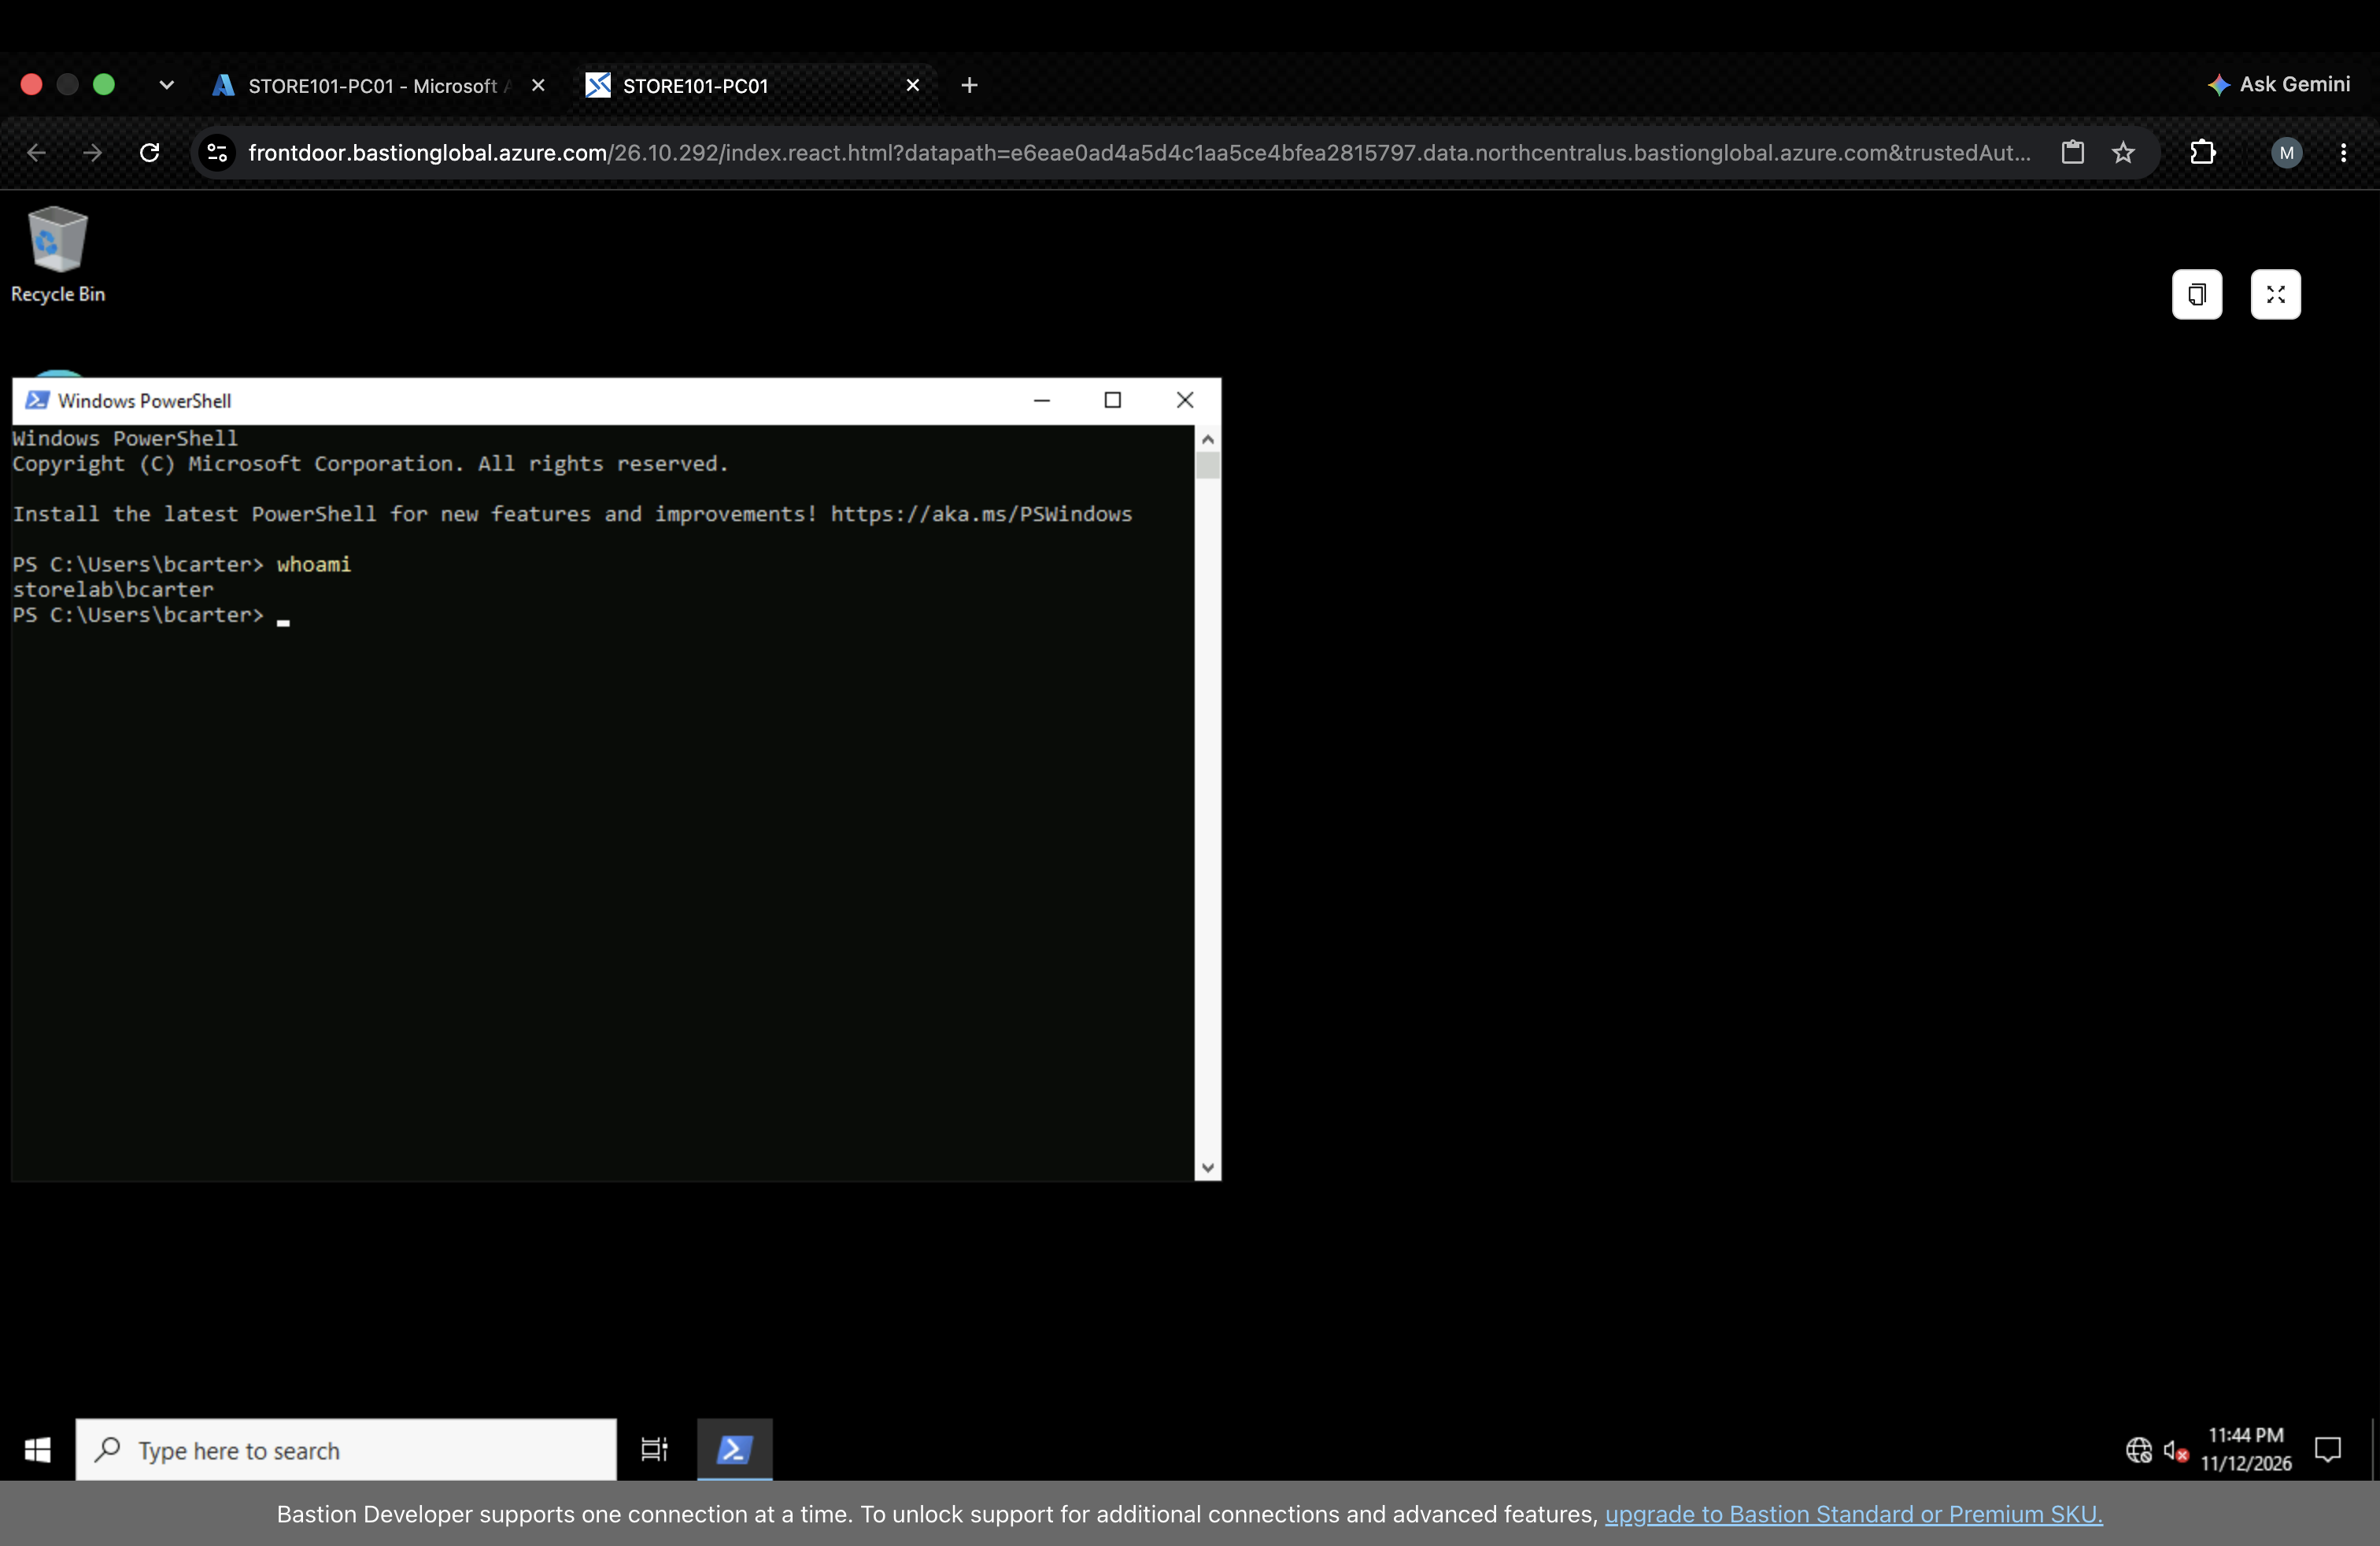 STORE101-PC01 - Microsoft
STORE101-PC01
Ask Gemini
frontdoor.bastionglobal.azure.com/26.10.292/index.react.html?datapath=e6eae0ad4a5d4c1aa5ce4bfea2815797.data.northcentralus.bastionglobal.azure.com&trustedAut...
M
Recycle Bin
Windows PowerShell
Windows PowerShell
Copyright (C) Microsoft Corporation. All rights reserved.
Install the latest PowerShell for new features and improvements! https://aka.ms/PSWindows
PS C:\Users\bcarter> whoami
storelab\bcarter
PS C:\Users\bcarter>
Type here to search
11:44 PM
11/12/2026
Bastion Developer supports one connection at a time. To unlock support for additional connections and advanced features, upgrade to Bastion Standard or Premium SKU.